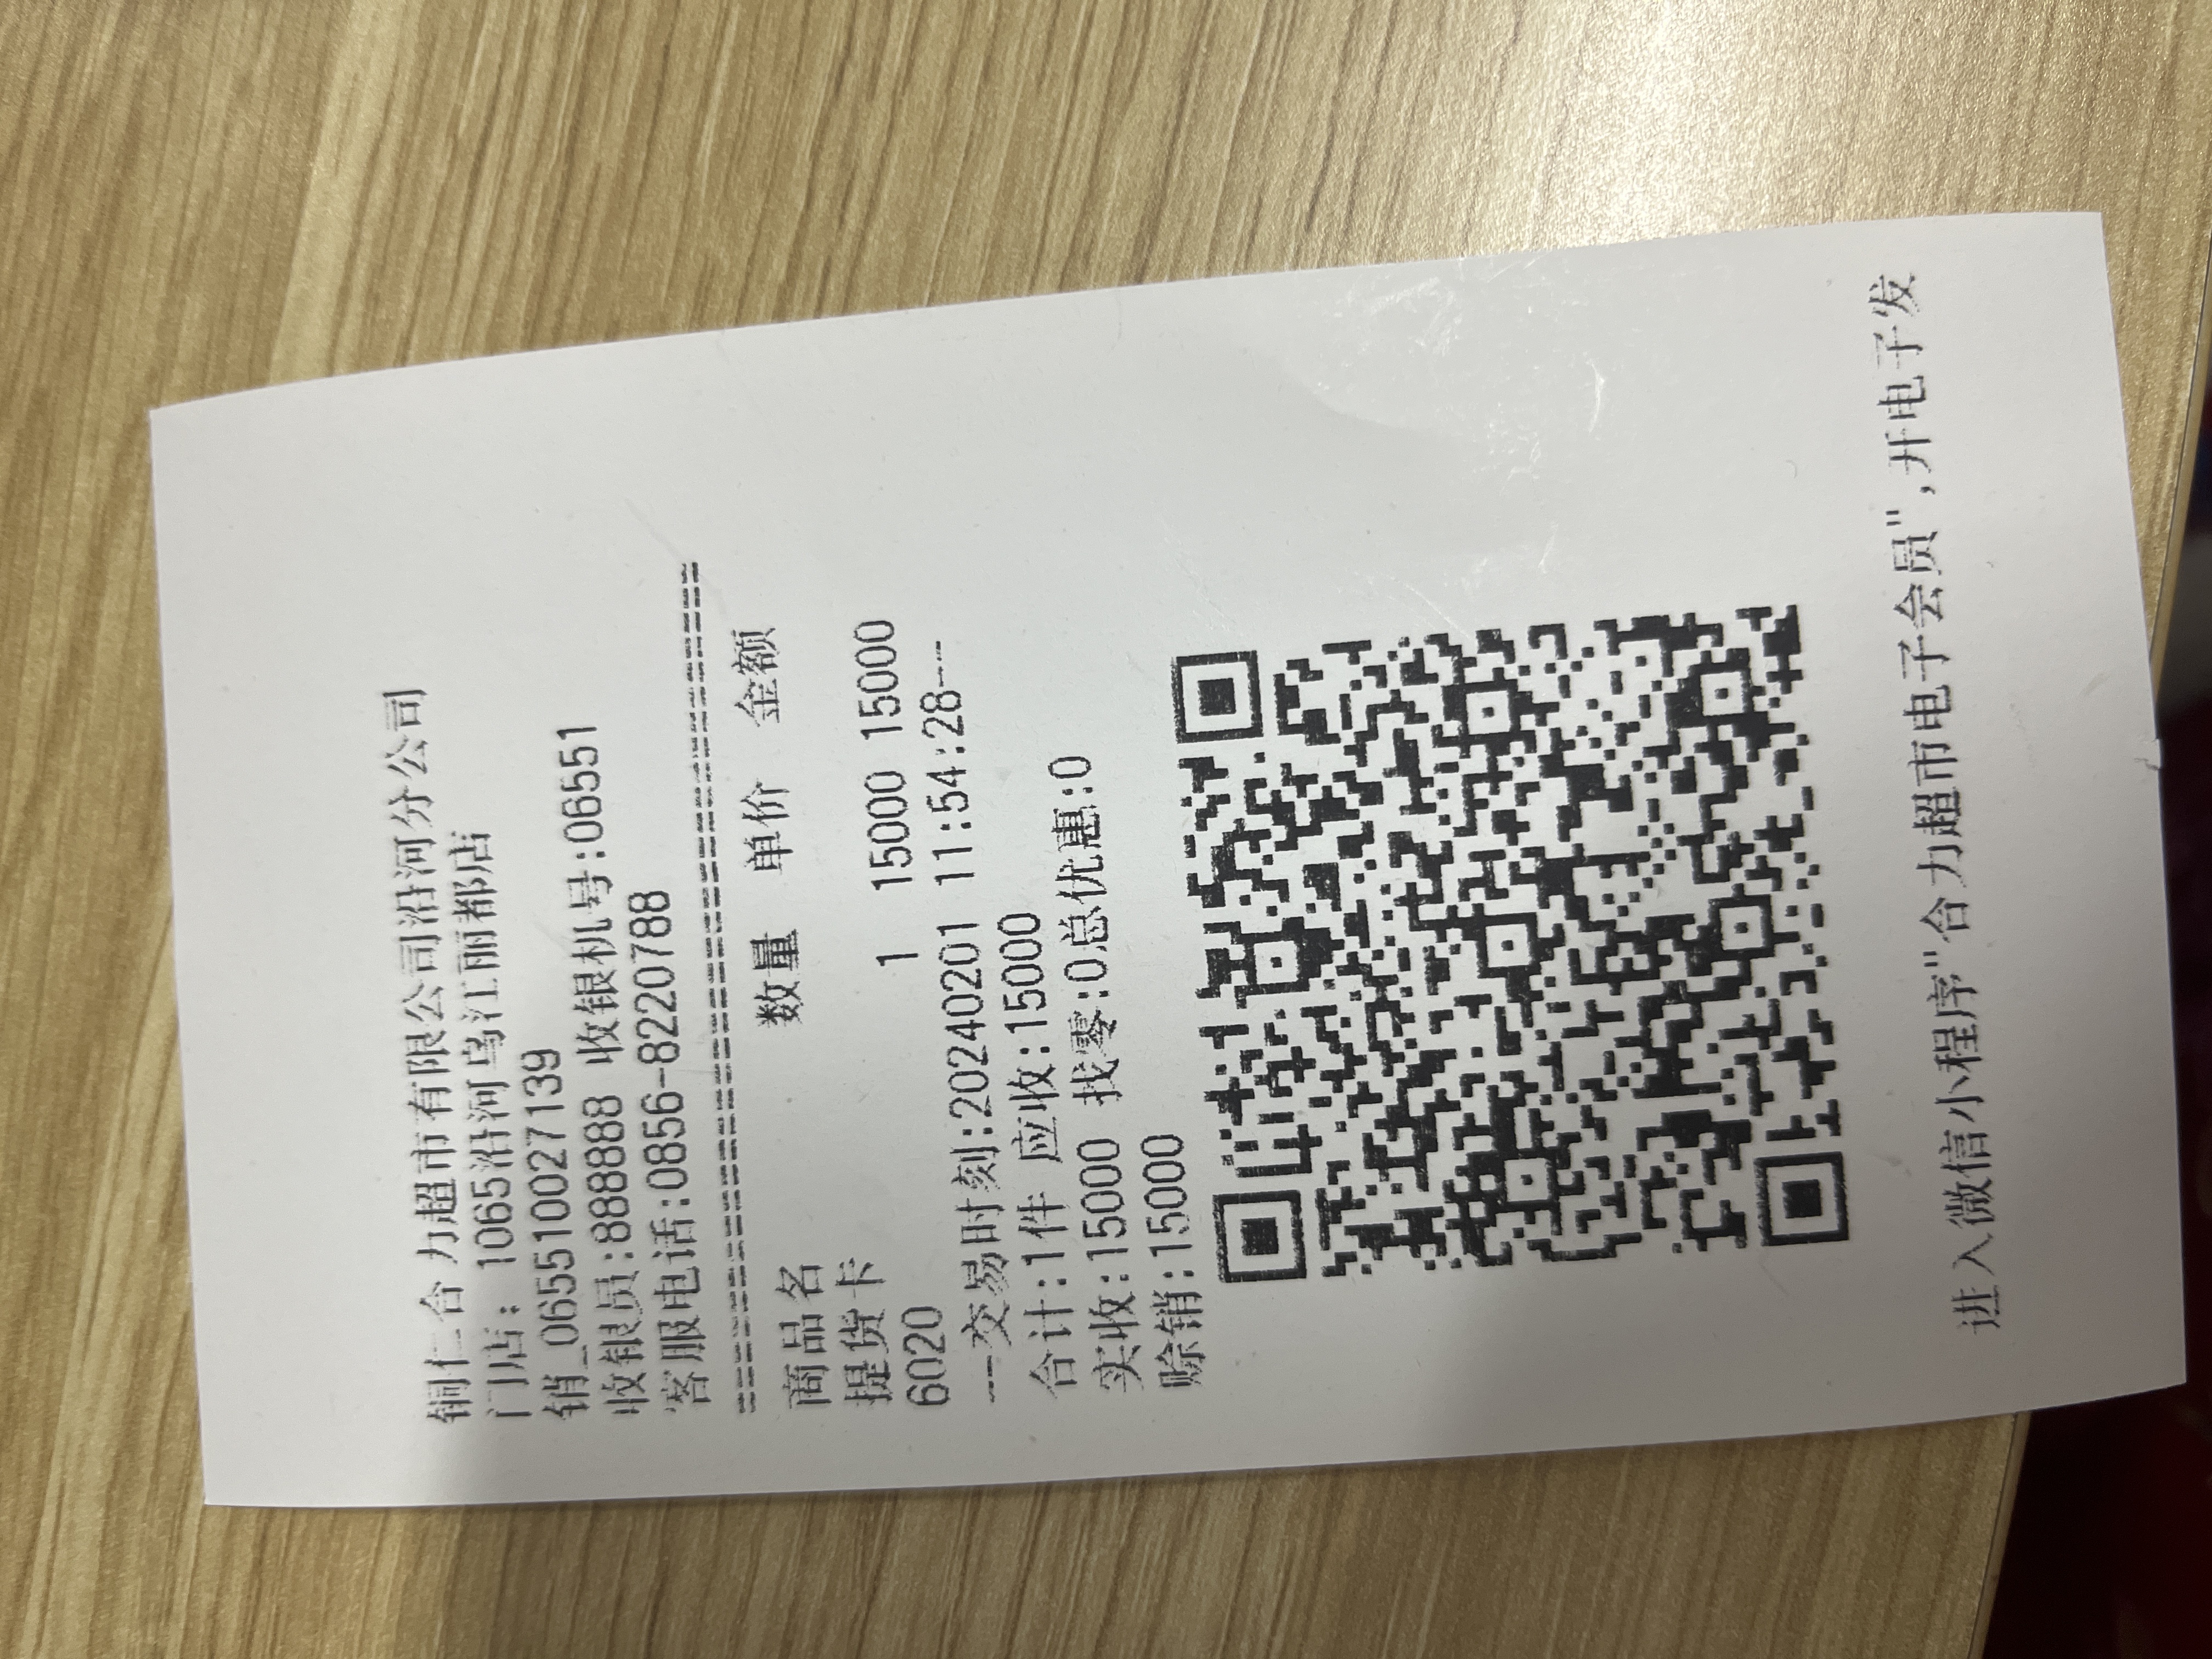 铜仁合力超市有限公司沿河分公司
门店: 1065沿河乌江丽都店
销_0655100027139
收银员:888888 收银机号:06551
客服电话:0856-8220788
========================================
商品名 数量 单价 金额
提货卡
6020 1 15000 15000
---交易时刻:20240201 11:54:28---
合计:1件 应收:15000
实收:15000 找零:0总优惠:0
赊销:15000
进入微信小程序"合力超市电子会员",开电子发